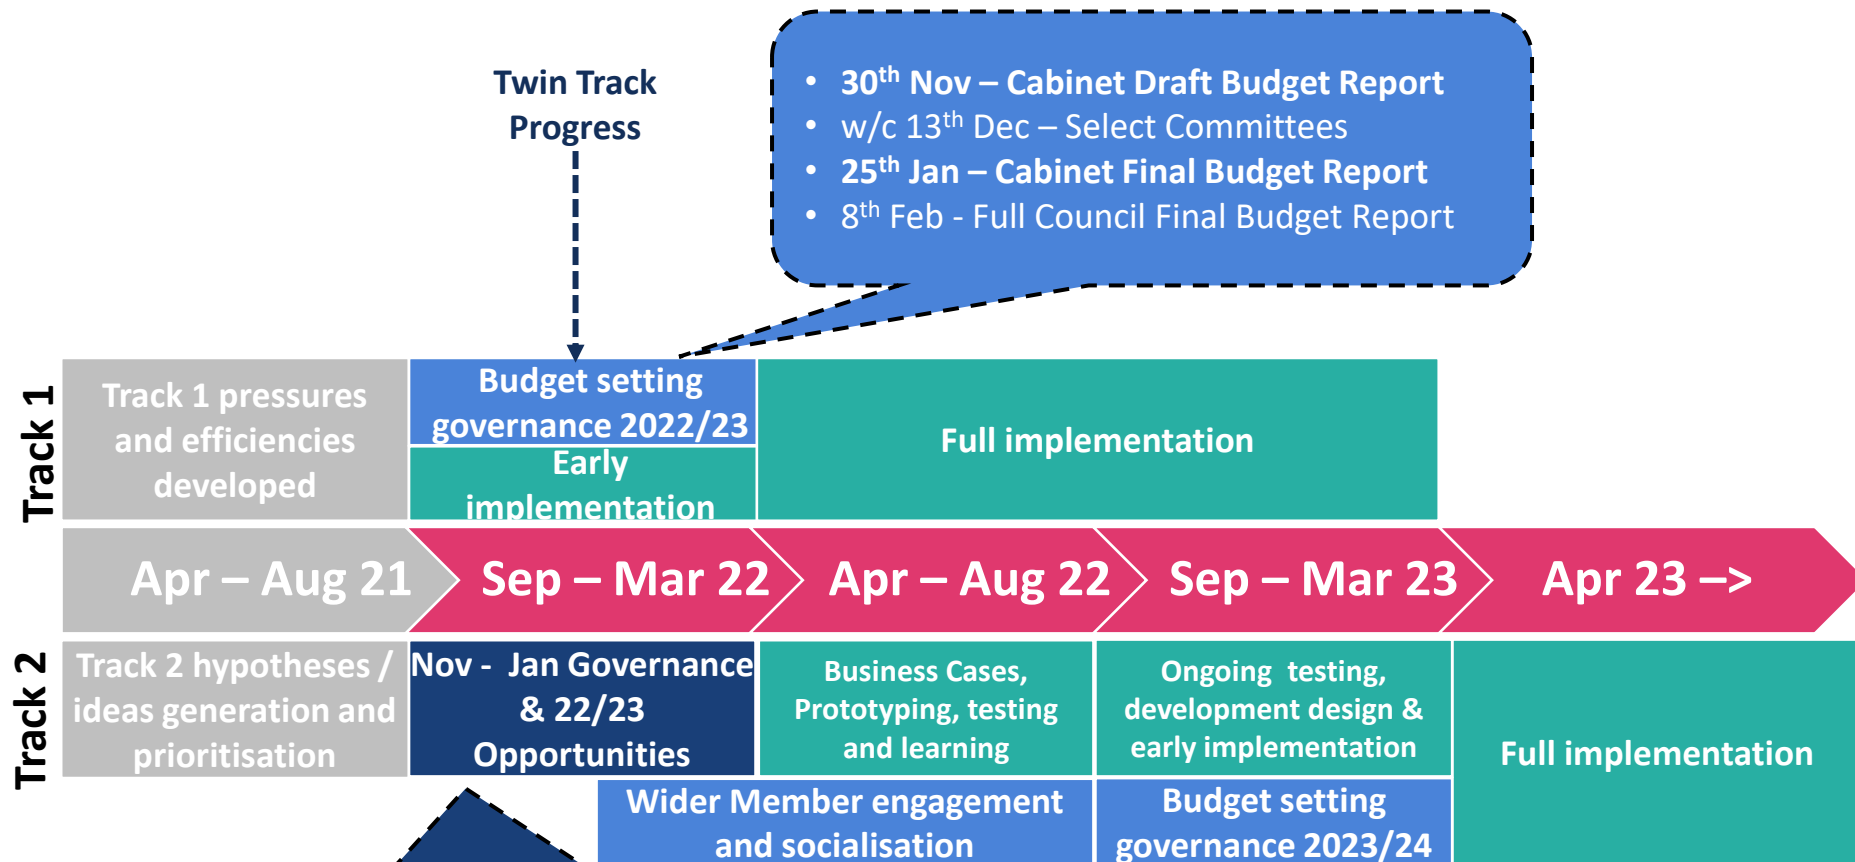 Twin Track
Progress
• 30th Nov – Cabinet Draft Budget Report
• w/c 13th Dec – Select Committees
• 25th Jan – Cabinet Final Budget Report
• 8th Feb - Full Council Final Budget Report
Track 1
Track 1 pressures
and efficiencies
developed
Budget setting
governance 2022/23
Early
implementation
Full implementation
Apr – Aug 21
Sep – Mar 22
Apr – Aug 22
Sep – Mar 23
Apr 23 –>
Track 2
Track 2 hypotheses /
ideas generation and
prioritisation
Nov - Jan Governance
& 22/23
Opportunities
Business Cases,
Prototyping, testing
and learning
Ongoing testing,
development design &
early implementation
Full implementation
Wider Member engagement
and socialisation
Budget setting
governance 2023/24